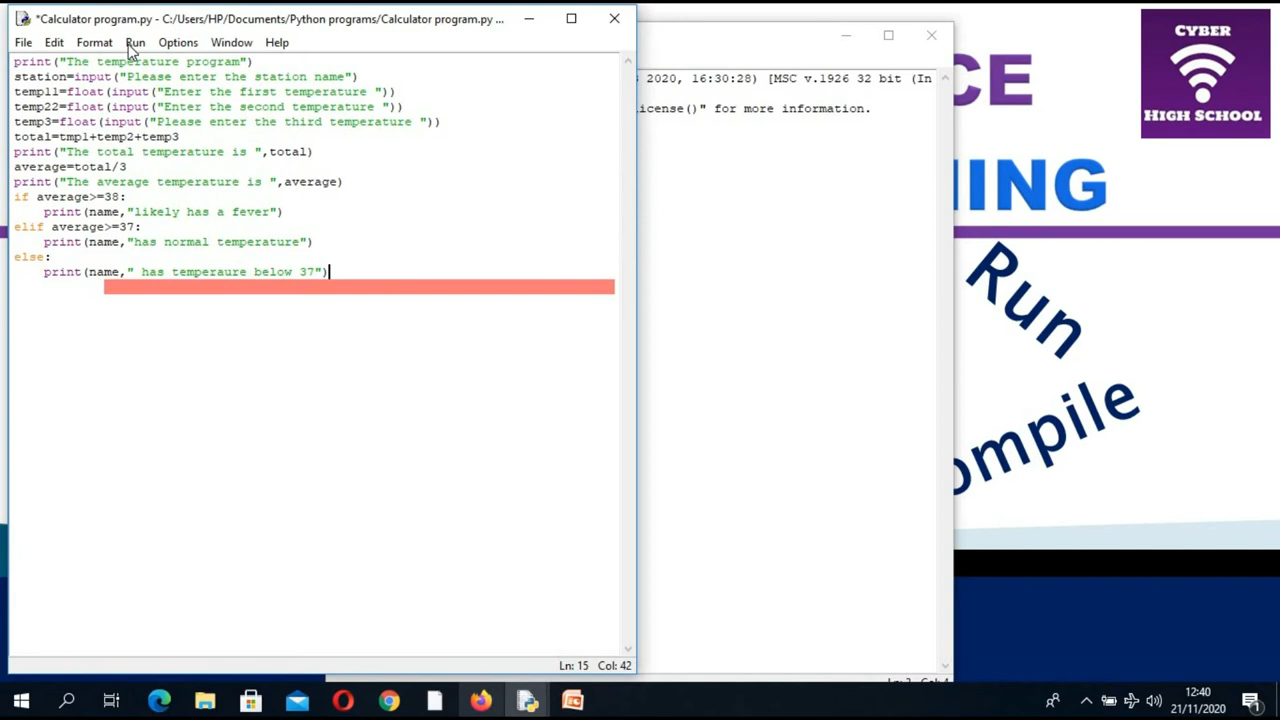 *Calculator program.py - C:/Users/HP/Documents/Python programs/Calculator program.py ...
File Edit Format Run Options Window Help
print("The temperature program")
station=input("Please enter the station name")
temp11=float(input("Enter the first temperature "))
temp22=float(input("Enter the second temperature "))
temp3=float(input("Please enter the third temperature "))
total=tmp1+temp2+temp3
print("The total temperature is ",total)
average=total/3
print("The average temperature is ",average)
if average>=38:
    print(name,"likely has a fever")
elif average>=37:
    print(name,"has normal temperature")
else:
    print(name," has temperaure below 37")
Ln: 15 Col: 42
2020, 16:30:28) [MSC v.1926 32 bit (In
icense()" for more information.
CE
NING
Run
ompile
CYBER
HIGH SCHOOL
12:40
21/11/2020
1